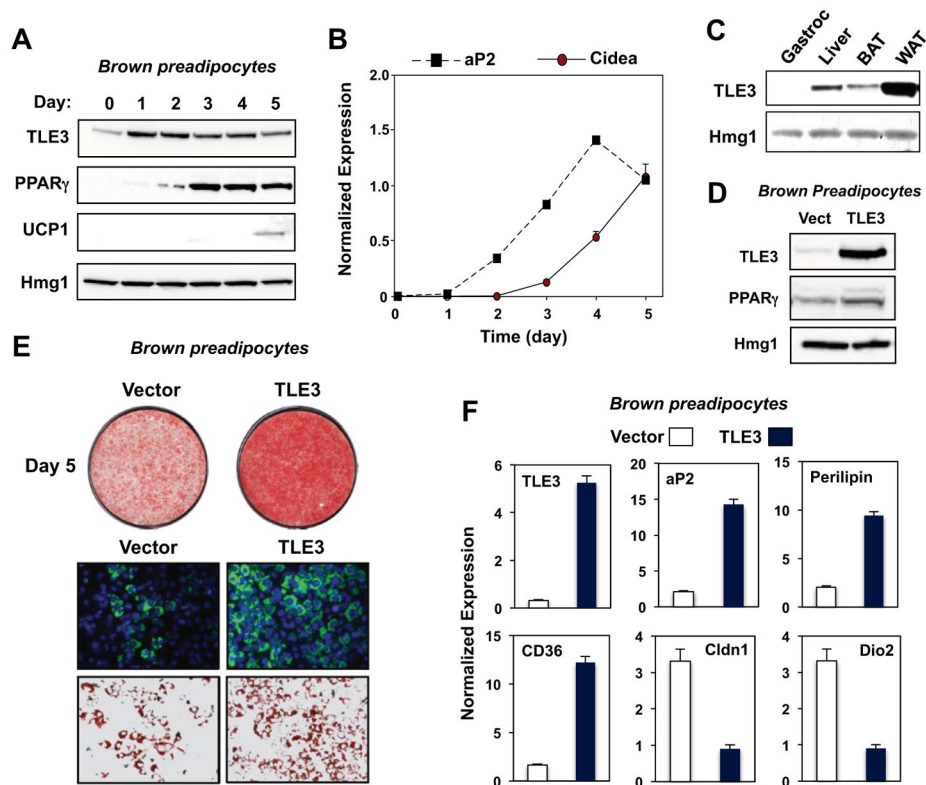 A
Brown preadipocytes
Day: 0 1 2 3 4 5
TLE3
PPARγ
UCP1
Hmg1
B
aP2 Cidea
Normalized Expression
2.0
1.5
1.0
0.5
0
0 1 2 3 4 5
Time (day)
C
Gastroc Liver BAT WAT
TLE3
Hmg1
D
Brown Preadipocytes
Vect TLE3
TLE3
PPARγ
Hmg1
E
Brown preadipocytes
Vector TLE3
Day 5
Vector TLE3
F
Brown preadipocytes
Vector TLE3
Normalized Expression
TLE3
6
4
2
0
aP2
20
15
10
5
0
Perilipin
15
10
5
0
CD36
15
10
5
0
Cldn1
4
3
2
1
0
Dio2
4
3
2
1
0